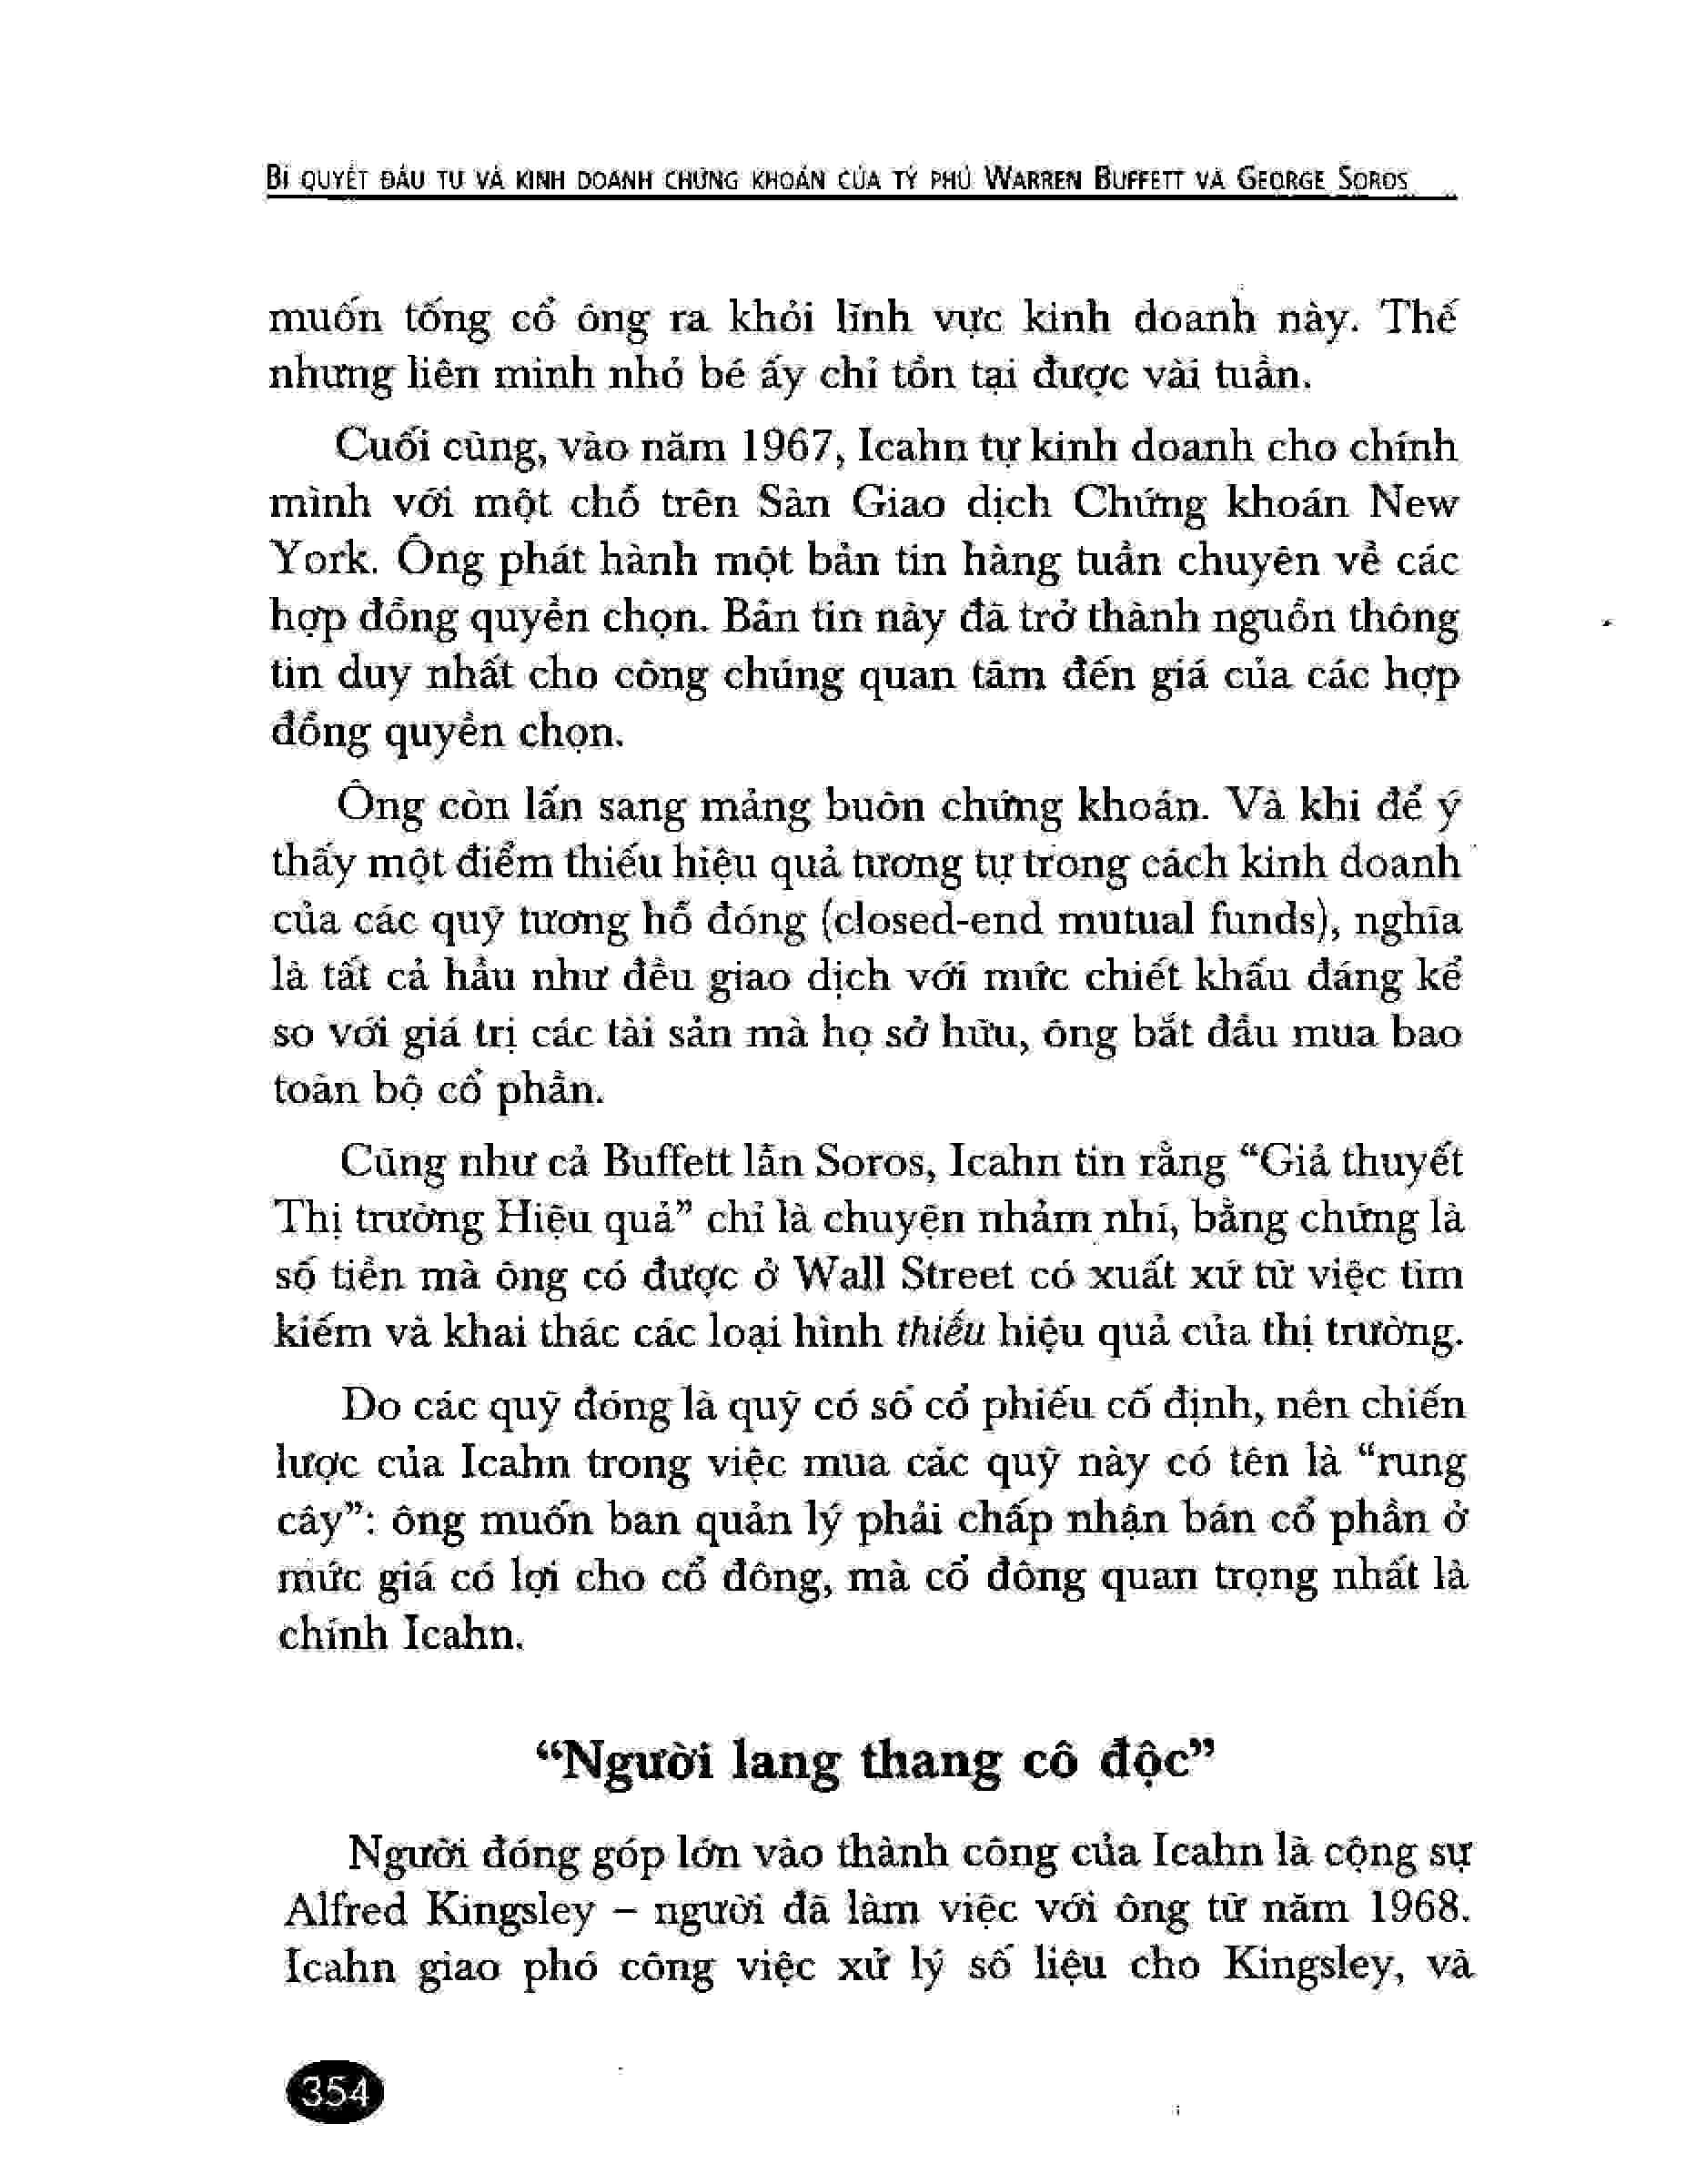 BÍ QUYẾT ĐẦU TƯ VÀ KINH DOANH CHỨNG KHOÁN CỦA TỶ PHÚ WARREN BUFFETT VÀ GEORGE SOROS
muốn tống cổ ông ra khỏi lĩnh vực kinh doanh này. Thế
nhưng liên minh nhỏ bé ấy chỉ tồn tại được vài tuần.
Cuối cùng, vào năm 1967, Icahn tự kinh doanh cho chính
mình với một chỗ trên Sàn Giao dịch Chứng khoán New
York. Ông phát hành một bản tin hàng tuần chuyên về các
hợp đồng quyền chọn. Bản tin này đã trở thành nguồn thông
tin duy nhất cho công chúng quan tâm đến giá của các hợp
đồng quyền chọn.
Ông còn lấn sang mảng buôn chứng khoán. Và khi để ý
thấy một điểm thiếu hiệu quả tương tự trong cách kinh doanh
của các quỹ tương hỗ đóng (closed-end mutual funds), nghĩa
là tất cả hầu như đều giao dịch với mức chiết khấu đáng kể
so với giá trị các tài sản mà họ sở hữu, ông bắt đầu mua bao
toàn bộ cổ phần.
Cũng như cả Buffett lẫn Soros, Icahn tin rằng “Giả thuyết
Thị trường Hiệu quả” chỉ là chuyện nhảm nhí, bằng chứng là
số tiền mà ông có được ở Wall Street có xuất xứ từ việc tìm
kiếm và khai thác các loại hình thiếu hiệu quả của thị trường.
Do các quỹ đóng là quỹ có số cổ phiếu cố định, nên chiến
lược của Icahn trong việc mua các quỹ này có tên là “rung
cây”: ông muốn ban quản lý phải chấp nhận bán cổ phần ở
mức giá có lợi cho cổ đông, mà cổ đông quan trọng nhất là
chính Icahn.
“Người lang thang cô độc”
Người đóng góp lớn vào thành công của Icahn là cộng sự
Alfred Kingsley – người đã làm việc với ông từ năm 1968.
Icahn giao phó công việc xử lý số liệu cho Kingsley, và
354